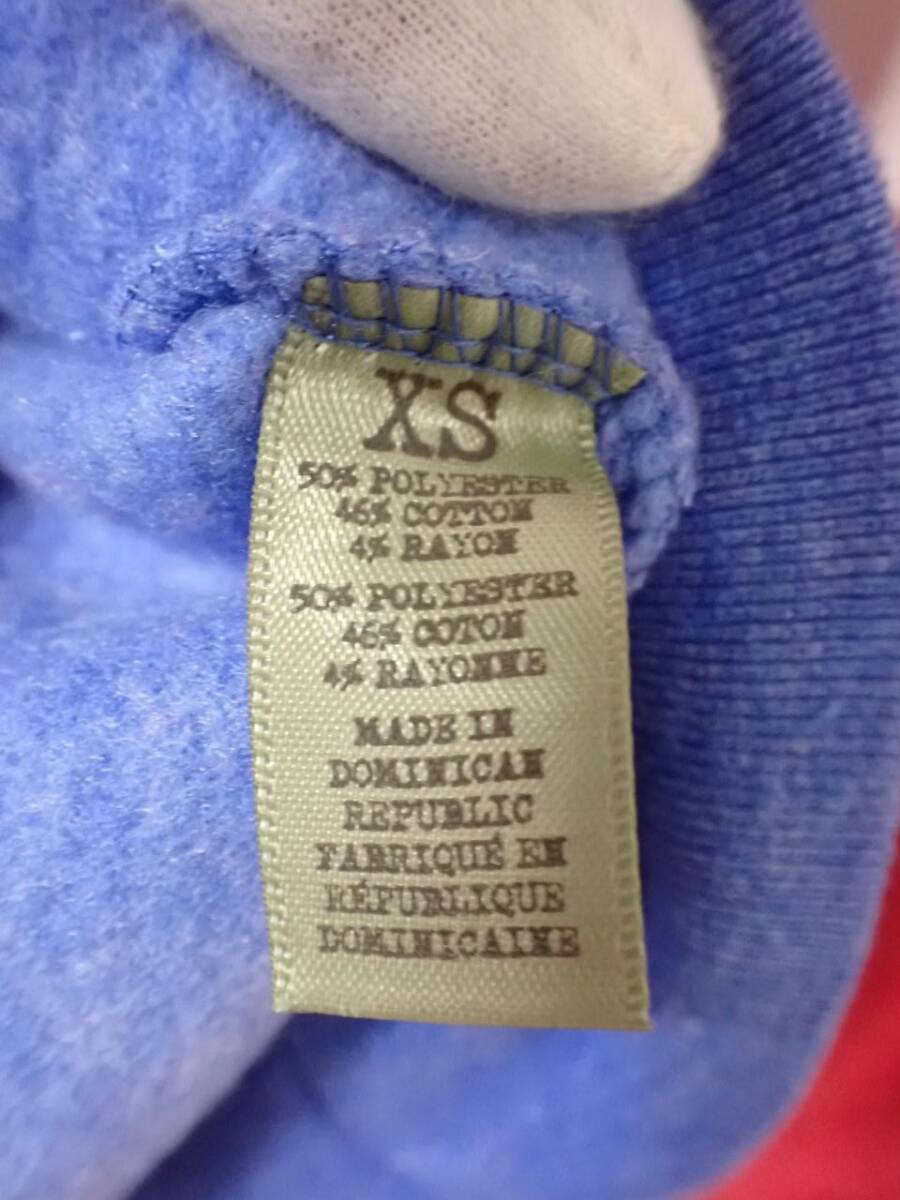 XS
50% POLYESTER
46% COTTON
4% RAYON
50% POLYESTER
46% COTON
4% RAYONNE
MADE IN
DOMINICAN
REPUBLIC
FABRIQUÉ EN
RÉPUBLIQUE
DOMINICAINE